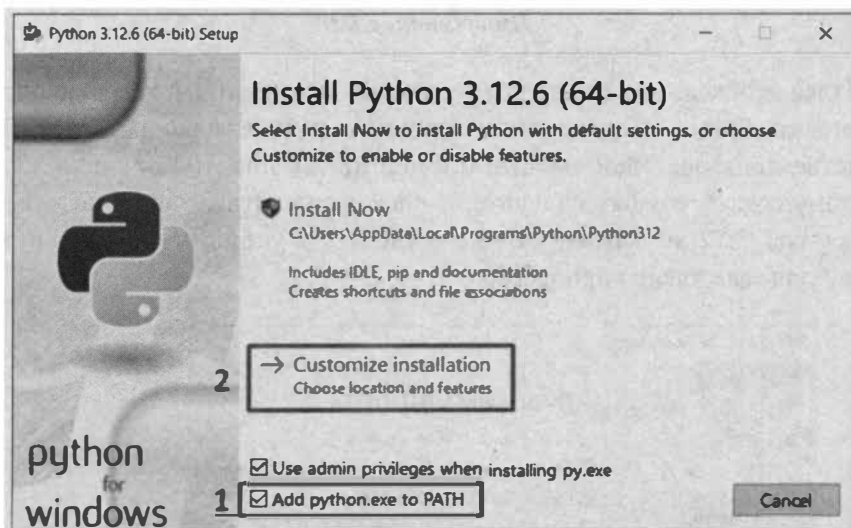 Python 3.12.6 (64-bit) Setup
Install Python 3.12.6 (64-bit)
Select Install Now to install Python with default settings, or choose
Customize to enable or disable features.
Install Now
C:\Users\AppData\Local\Programs\Python\Python312
Includes IDLE, pip and documentation
Creates shortcuts and file associations
2
→ Customize installation
Choose location and features
python
for
windows
Use admin privileges when installing py.exe
1
Add python.exe to PATH
Cancel